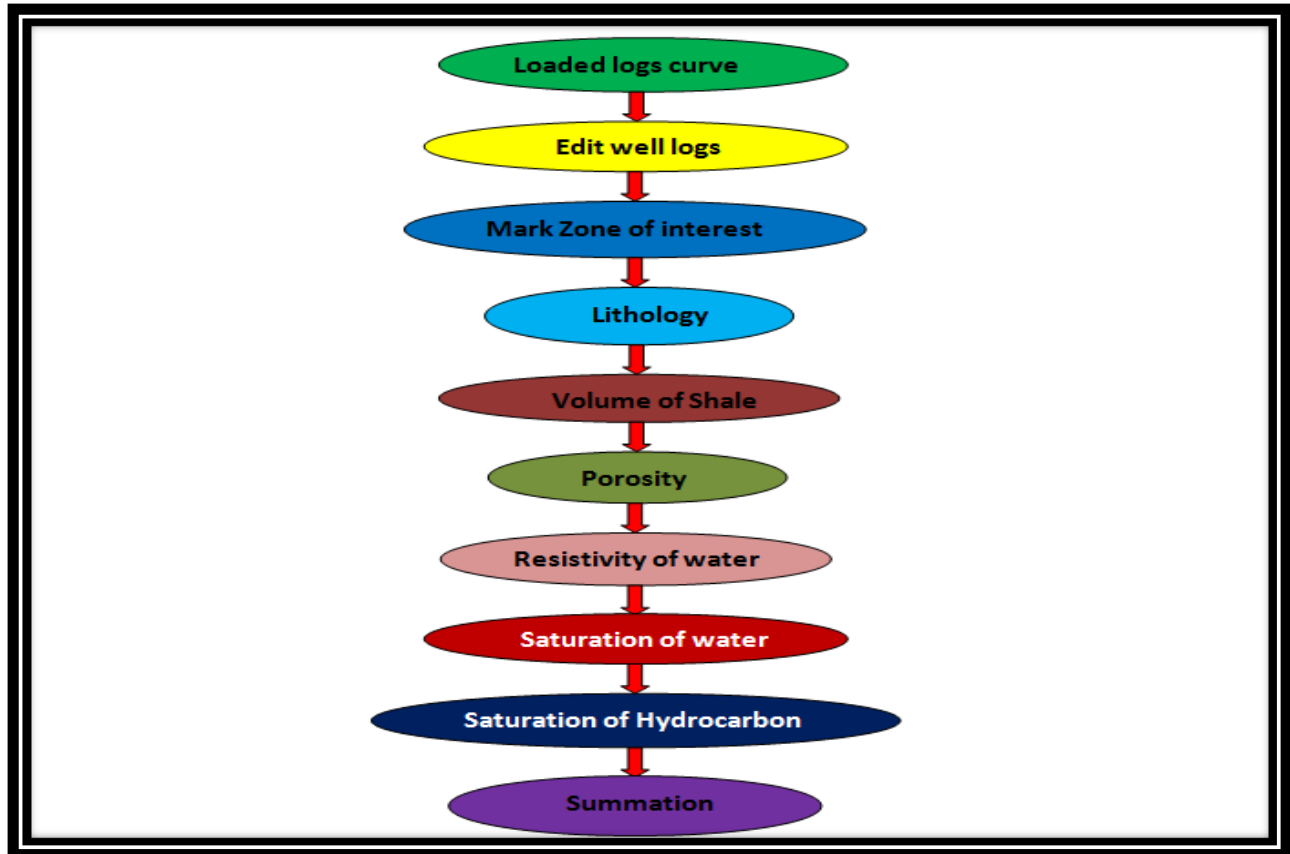 Loaded logs curve
Edit well logs
Mark Zone of interest
Lithology
Volume of Shale
Porosity
Resistivity of water
Saturation of water
Saturation of Hydrocarbon
Summation